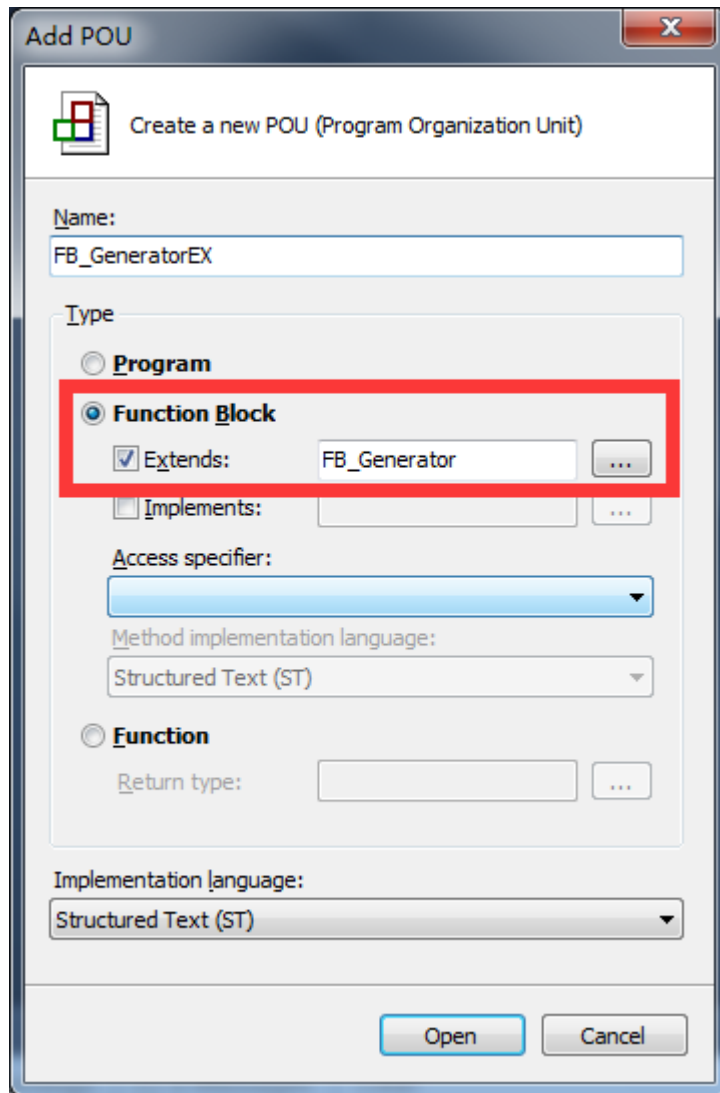 Add POU
Create a new POU (Program Organization Unit)
Name:
FB_GeneratorEX
Type
Program
Function Block
Extends: FB_Generator ...
Implements: ...
Access specifier:
Method implementation language:
Structured Text (ST)
Function
Return type: ...
Implementation language:
Structured Text (ST)
Open Cancel